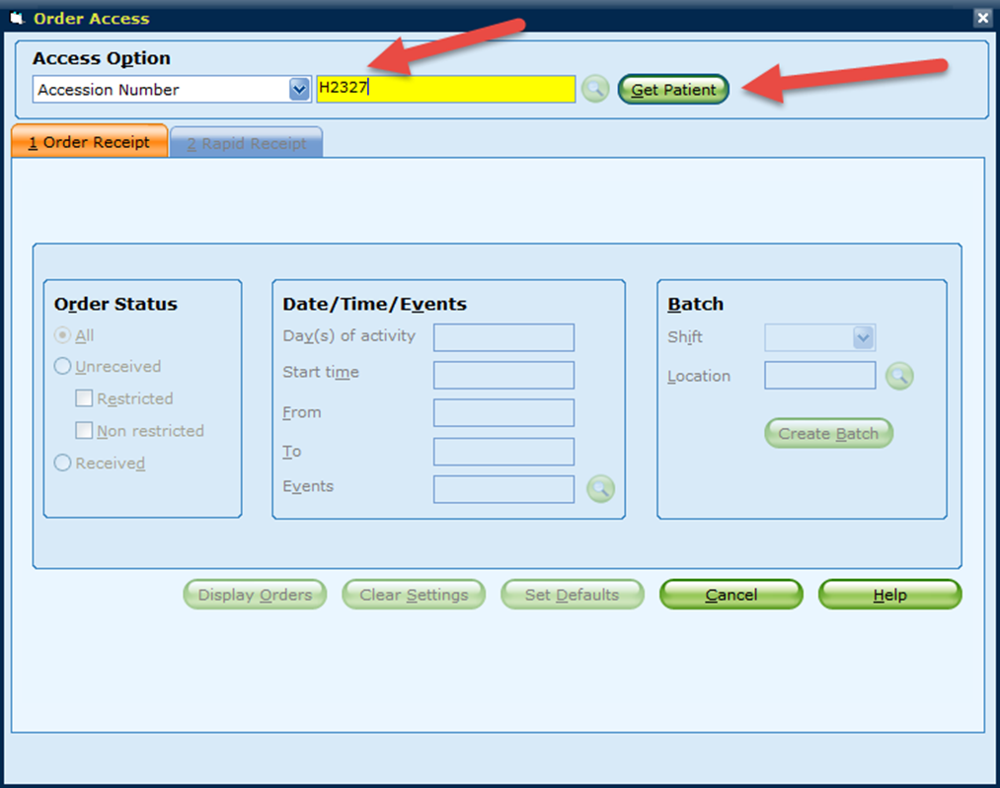 Order Access
Access Option
Accession Number H2327 Get Patient
1 Order Receipt 2 Rapid Receipt
Order Status
All
Unreceived
Restricted
Non restricted
Received
Date/Time/Events
Day(s) of activity
Start time
From
To
Events
Batch
Shift
Location
Create Batch
Display Orders Clear Settings Set Defaults Cancel Help